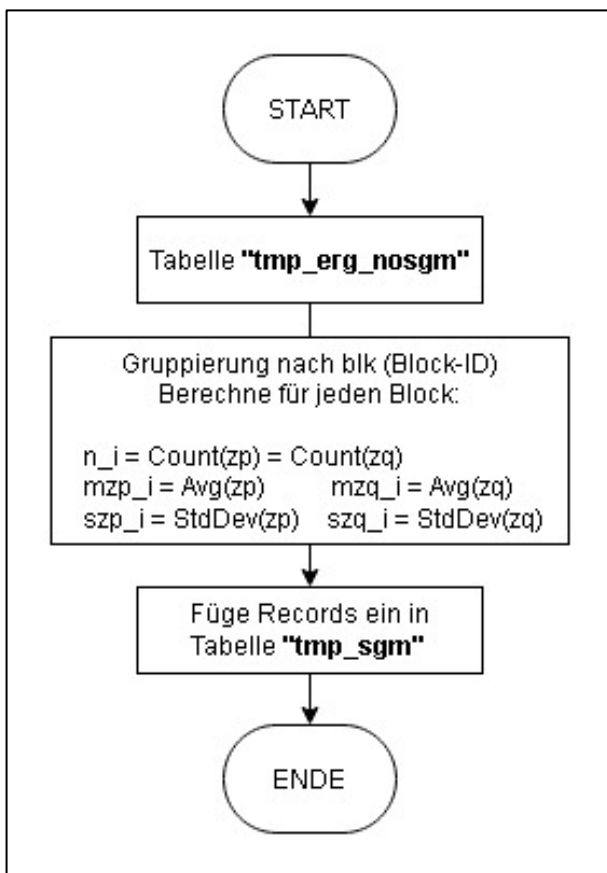 START
Tabelle "tmp_erg_nosgm"
Gruppierung nach blk (Block-ID)
Berechne für jeden Block:
n_i = Count(zp) = Count(zq)
mzp_i = Avg(zp) mzq_i = Avg(zq)
szp_i = StdDev(zp) szq_i = StdDev(zq)
Füge Records ein in
Tabelle "tmp_sgm"
ENDE